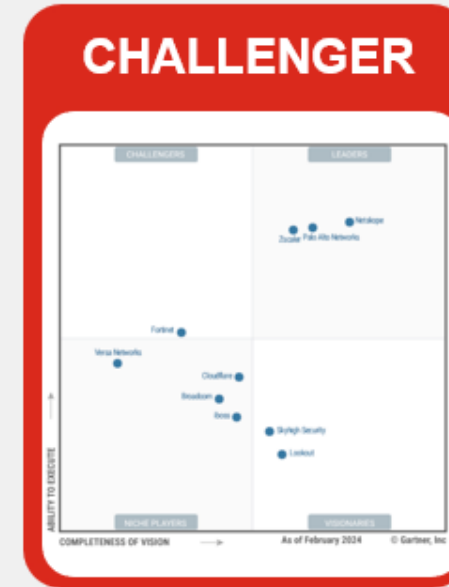 CHALLENGER
CHALLENGERS
LEADERS
Netskope
Zscaler Palo Alto Networks
Fortinet
Versa Networks
Cloudflare
Broadcom
iboss
Skyhigh Security
Lookout
ABILITY TO EXECUTE
NICHE PLAYERS
VISIONARIES
COMPLETENESS OF VISION
As of February 2024
© Gartner, Inc